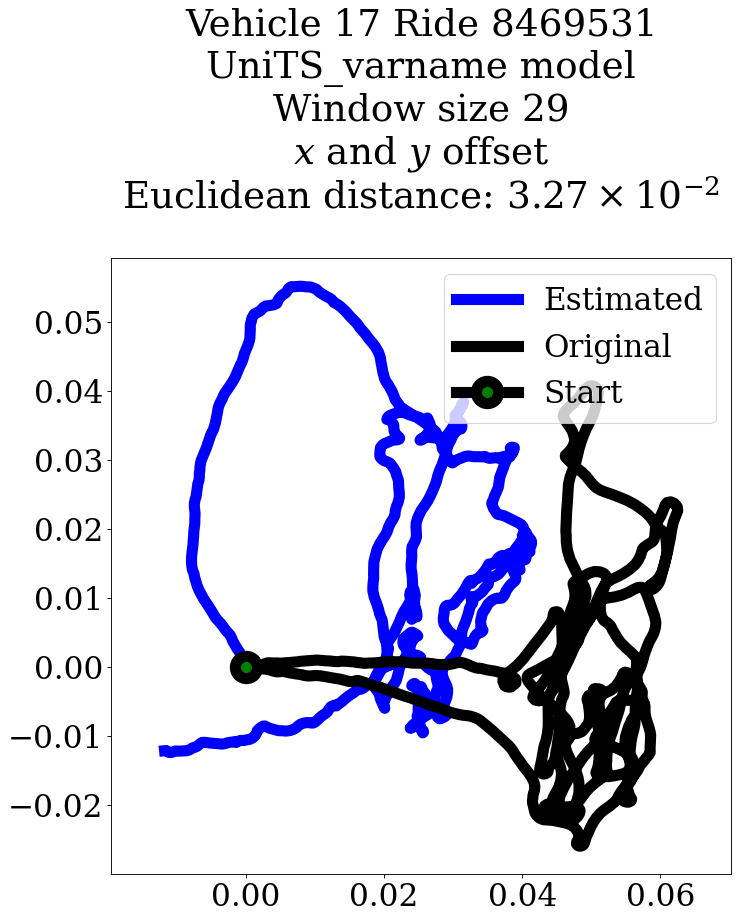 Vehicle 17 Ride 8469531
UniTS_varname model
Window size 29
x and y offset
Euclidean distance: 3.27 × 10⁻²
Estimated
Original
Start
0.05
0.04
0.03
0.02
0.01
0.00
−0.01
−0.02
0.00 0.02 0.04 0.06